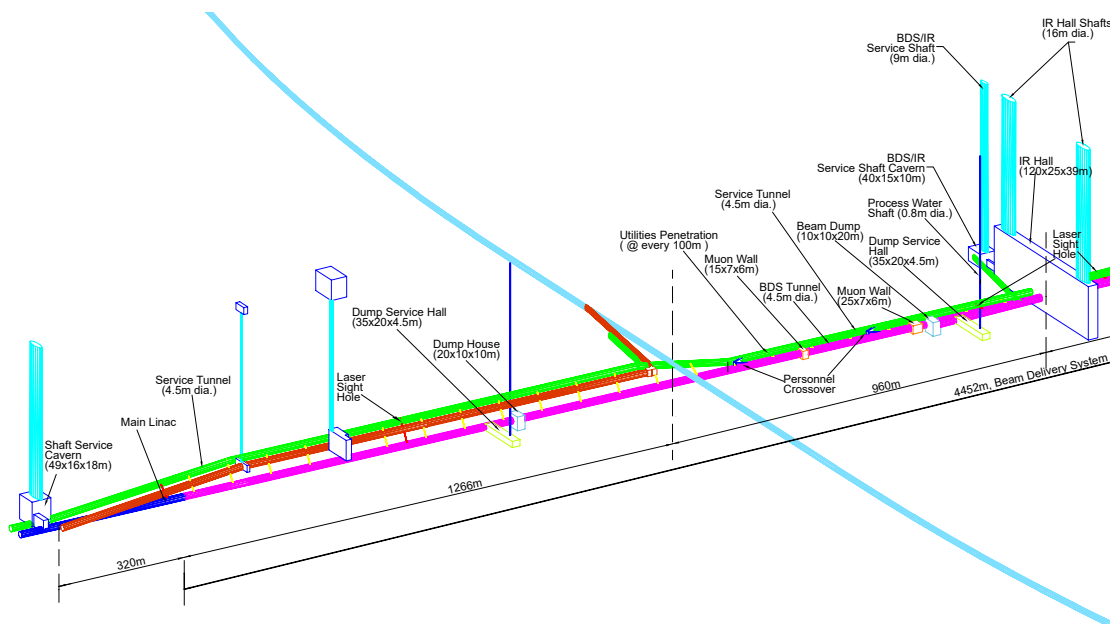 IR Hall Shafts
(16m dia.)
BDS/IR
Service Shaft
(9m dia.)
BDS/IR
Service Shaft Cavern
(40x15x10m)
IR Hall
(120x25x39m)
Service Tunnel
(4.5m dia.)
Process Water
Shaft (0.8m dia.)
Beam Dump
(10x10x20m)
Utilities Penetration
( @ every 100m )
Dump Service
Hall
(35x20x4.5m)
Laser
Sight
Hole
Muon Wall
(15x7x6m)
BDS Tunnel
(4.5m dia.)
Muon Wall
(25x7x6m)
Dump Service Hall
(35x20x4.5m)
Dump House
(20x10x10m)
Laser
Sight
Hole
Service Tunnel
(4.5m dia.)
Main Linac
Shaft Service
Cavern
(49x16x18m)
Personnel
Crossover
960m
4452m, Beam Delivery System
1266m
320m